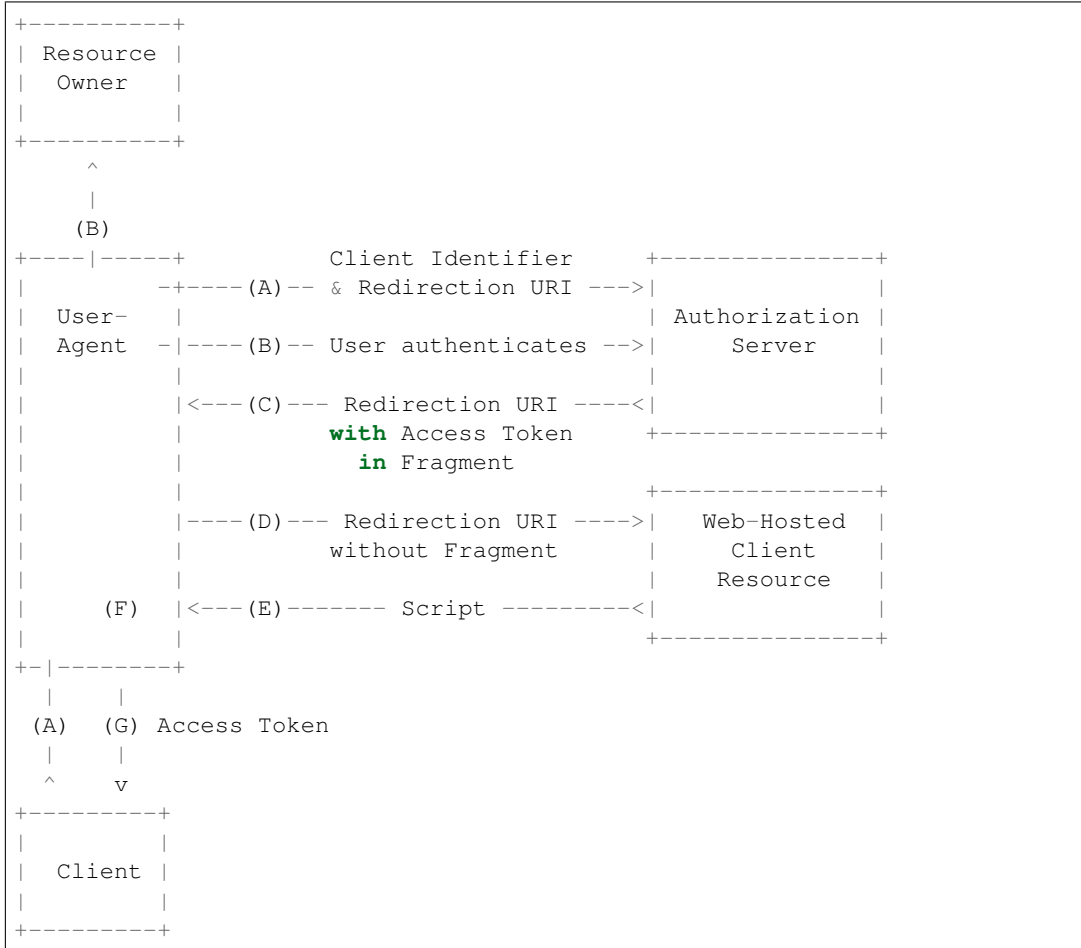 +----------+
| Resource |
|   Owner  |
|          |
+----------+
     ^
     |
    (B)
+----|-----+          Client Identifier     +---------------+
|         -+----(A)-- & Redirection URI --->|               |
|  User-   |                                | Authorization |
|  Agent  -|----(B)-- User authenticates -->|     Server    |
|          |                                |               |
|          |<---(C)--- Redirection URI ----<|               |
|          |          with Access Token     +---------------+
|          |            in Fragment
|          |                                +---------------+
|          |----(D)--- Redirection URI ---->|   Web-Hosted  |
|          |          without Fragment      |     Client    |
|          |                                |    Resource   |
|     (F)  |<---(E)------- Script ---------<|               |
|          |                                +---------------+
+-|--------+
  |    |
 (A)  (G) Access Token
  |    |
  ^    v
+---------+
|         |
|  Client |
|         |
+---------+